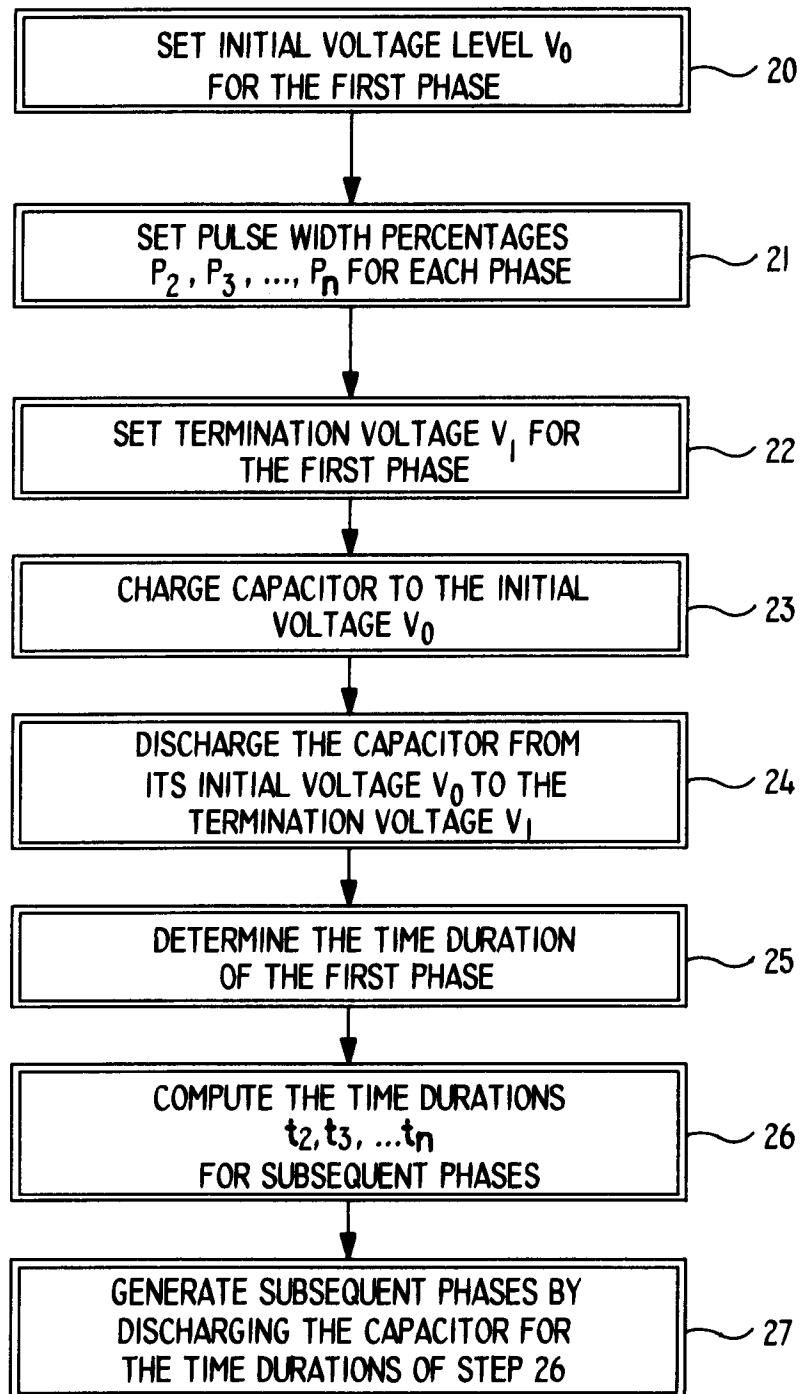 SET INITIAL VOLTAGE LEVEL V0
FOR THE FIRST PHASE
20
SET PULSE WIDTH PERCENTAGES
P2, P3, ..., Pn FOR EACH PHASE
21
SET TERMINATION VOLTAGE V1 FOR
THE FIRST PHASE
22
CHARGE CAPACITOR TO THE INITIAL
VOLTAGE V0
23
DISCHARGE THE CAPACITOR FROM
ITS INITIAL VOLTAGE V0 TO THE
TERMINATION VOLTAGE V1
24
DETERMINE THE TIME DURATION
OF THE FIRST PHASE
25
COMPUTE THE TIME DURATIONS
t2,t3, ...tn
FOR SUBSEQUENT PHASES
26
GENERATE SUBSEQUENT PHASES BY
DISCHARGING THE CAPACITOR FOR
THE TIME DURATIONS OF STEP 26
27